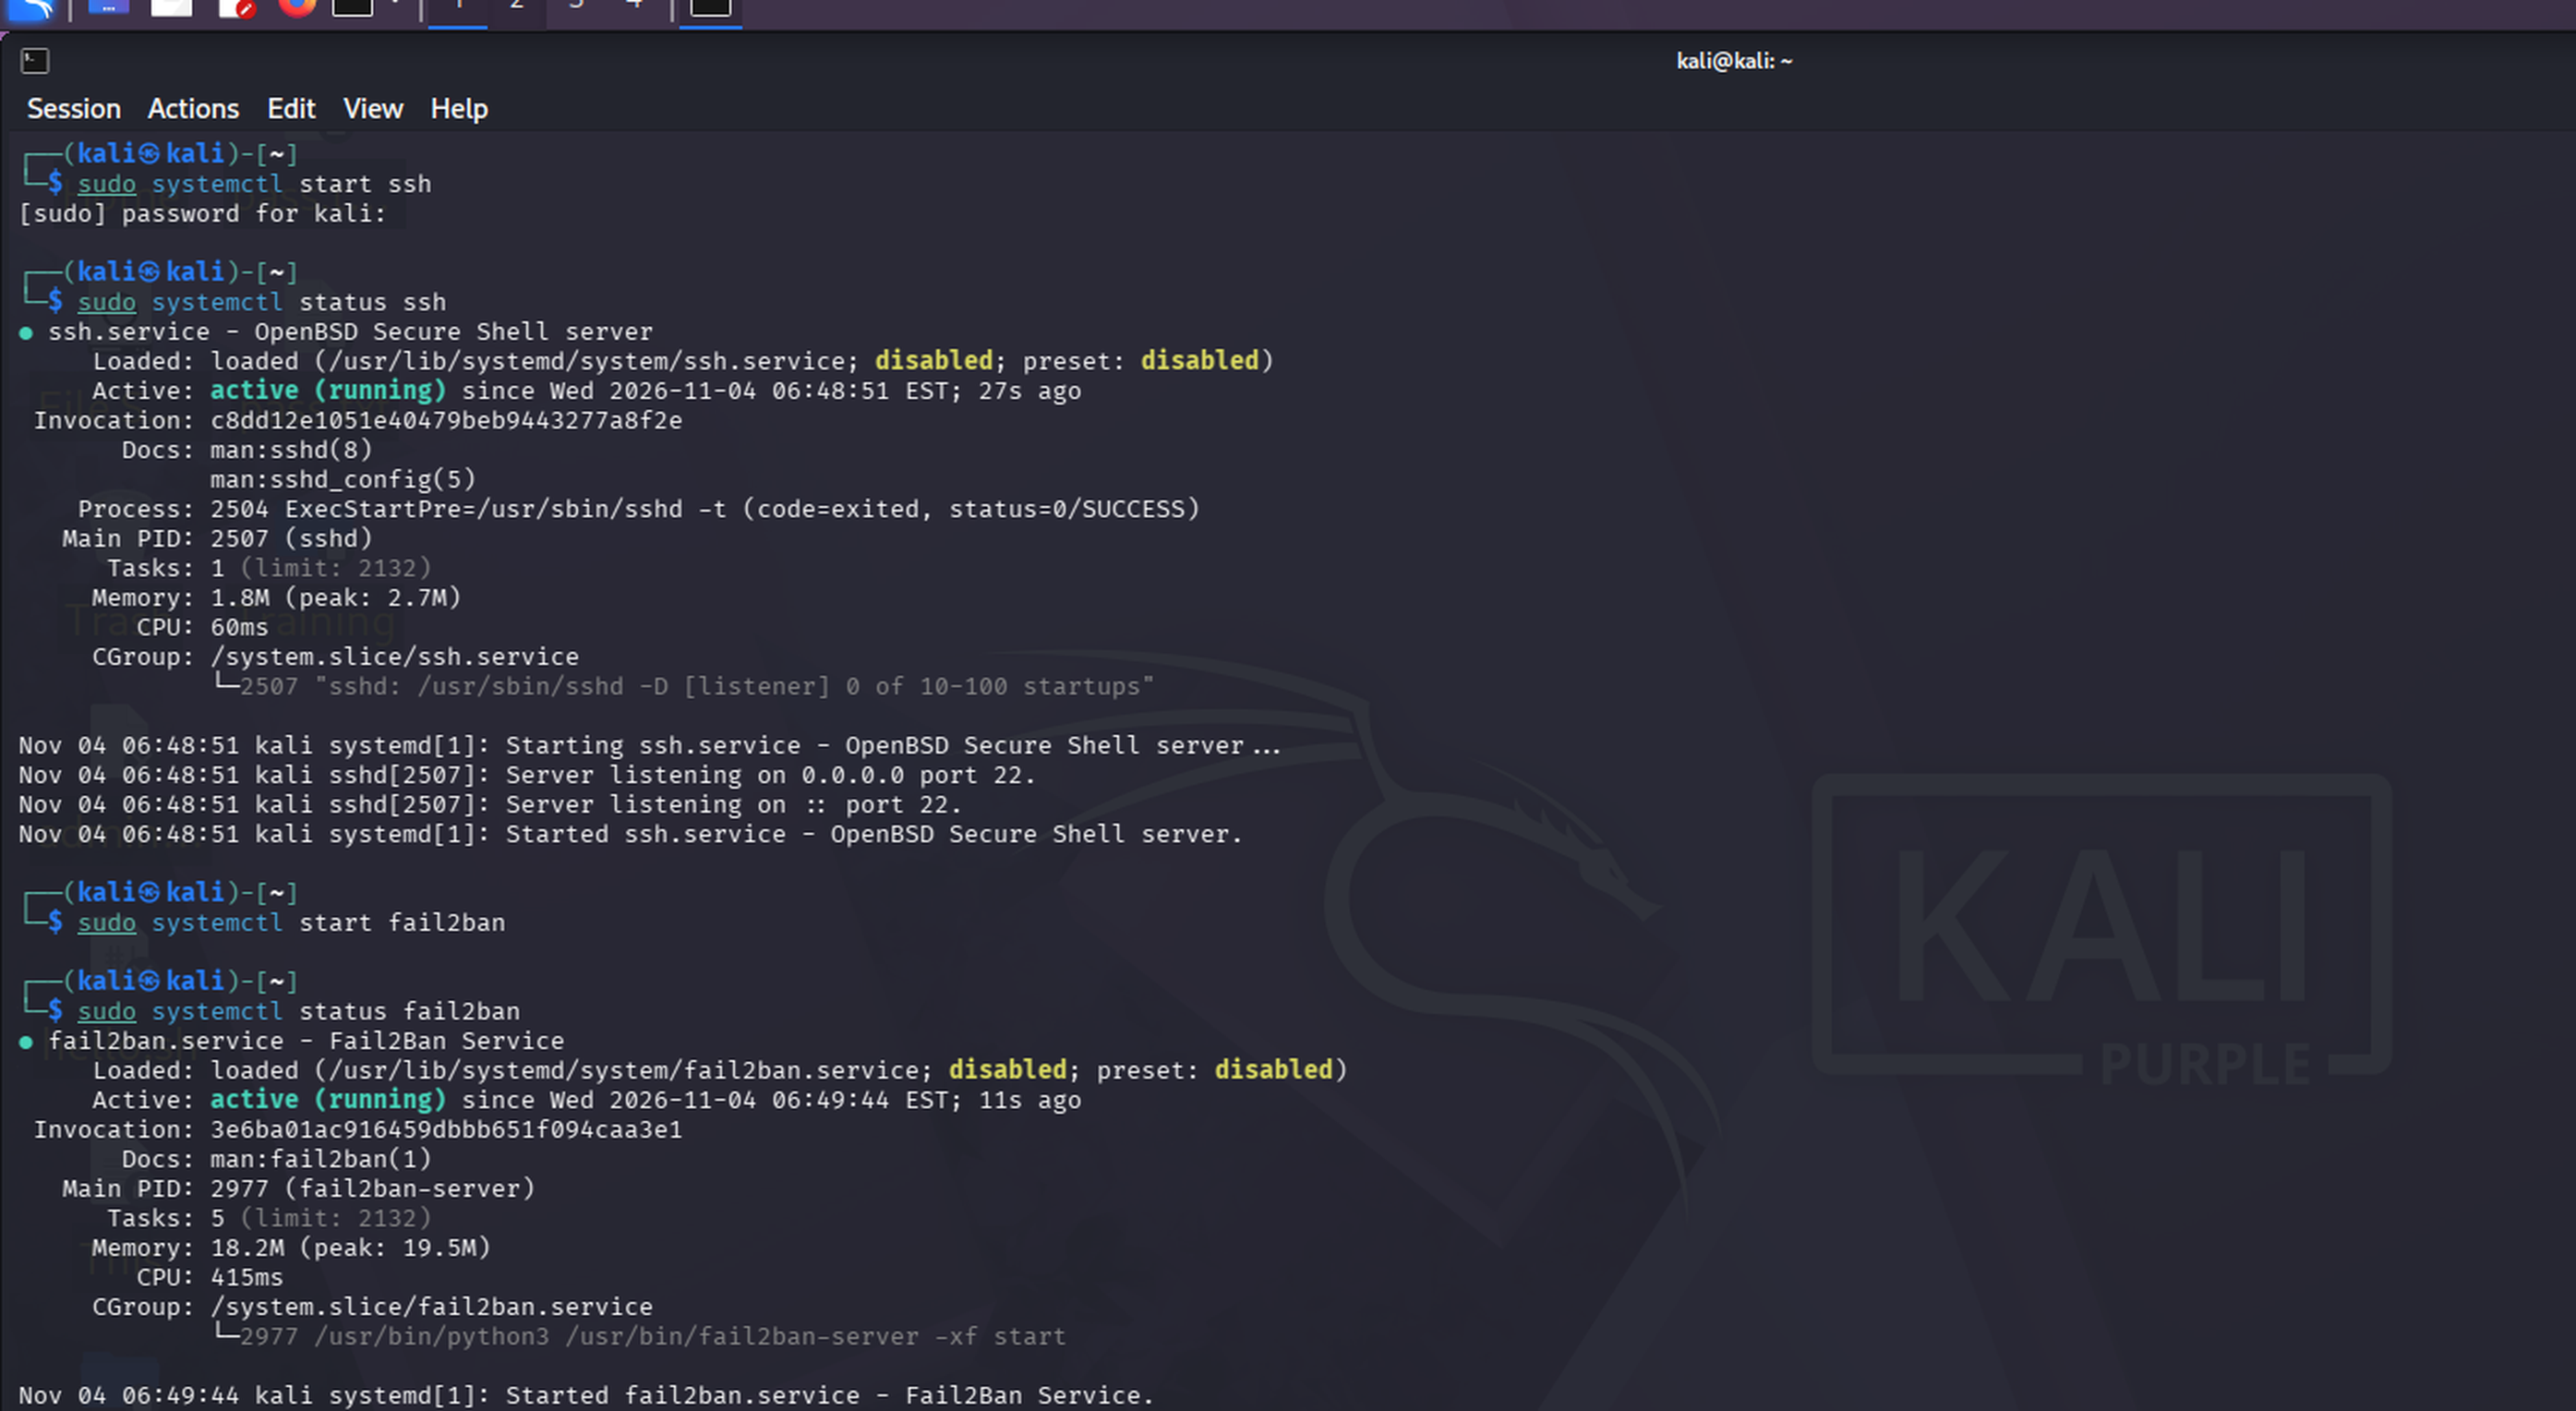 1 2 3 4
kali@kali: ~
Session Actions Edit View Help
┌──(kali㉿kali)-[~]
└─$ sudo systemctl start ssh
[sudo] password for kali:
┌──(kali㉿kali)-[~]
└─$ sudo systemctl status ssh
● ssh.service - OpenBSD Secure Shell server
Loaded: loaded (/usr/lib/systemd/system/ssh.service; disabled; preset: disabled)
Active: active (running) since Wed 2026-11-04 06:48:51 EST; 27s ago
Invocation: c8dd12e1051e40479beb9443277a8f2e
Docs: man:sshd(8)
man:sshd_config(5)
Process: 2504 ExecStartPre=/usr/sbin/sshd -t (code=exited, status=0/SUCCESS)
Main PID: 2507 (sshd)
Tasks: 1 (limit: 2132)
Memory: 1.8M (peak: 2.7M)
CPU: 60ms
CGroup: /system.slice/ssh.service
└─2507 "sshd: /usr/sbin/sshd -D [listener] 0 of 10-100 startups"
Nov 04 06:48:51 kali systemd[1]: Starting ssh.service - OpenBSD Secure Shell server...
Nov 04 06:48:51 kali sshd[2507]: Server listening on 0.0.0.0 port 22.
Nov 04 06:48:51 kali sshd[2507]: Server listening on :: port 22.
Nov 04 06:48:51 kali systemd[1]: Started ssh.service - OpenBSD Secure Shell server.
┌──(kali㉿kali)-[~]
└─$ sudo systemctl start fail2ban
┌──(kali㉿kali)-[~]
└─$ sudo systemctl status fail2ban
● fail2ban.service - Fail2Ban Service
Loaded: loaded (/usr/lib/systemd/system/fail2ban.service; disabled; preset: disabled)
Active: active (running) since Wed 2026-11-04 06:49:44 EST; 11s ago
Invocation: 3e6ba01ac916459dbbb651f094caa3e1
Docs: man:fail2ban(1)
Main PID: 2977 (fail2ban-server)
Tasks: 5 (limit: 2132)
Memory: 18.2M (peak: 19.5M)
CPU: 415ms
CGroup: /system.slice/fail2ban.service
└─2977 /usr/bin/python3 /usr/bin/fail2ban-server -xf start
Nov 04 06:49:44 kali systemd[1]: Started fail2ban.service - Fail2Ban Service.
KALI
PURPLE